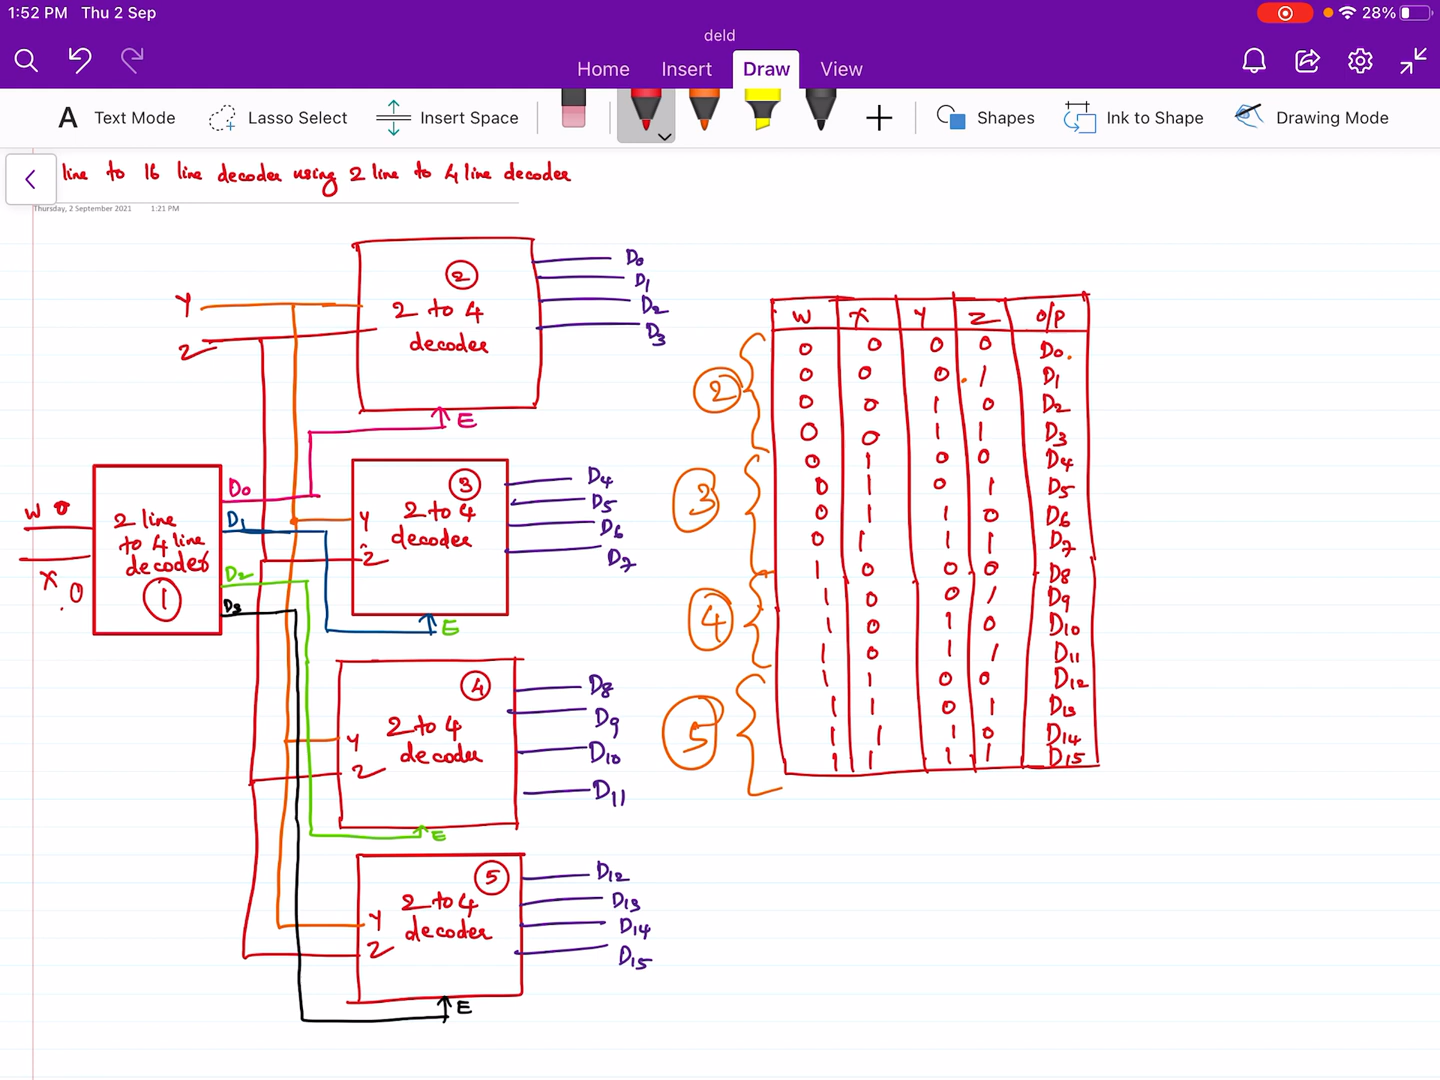 1:52 PM Thu 2 Sep
28%
deld
Home Insert Draw View
A Text Mode Lasso Select Insert Space Shapes Ink to Shape Drawing Mode
line to 16 line decoder using 2 line to 4 line decoder
Thursday, 2 September 2021 1:21 PM
Y
Z
2
2 to 4
decoder
E
D0
D1
D2
D3
W 0
X 0
2 line
to 4 line
decoder
1
D0
D1
D2
D3
3
2 to 4
decoder
Y
Z
E
D4
D5
D6
D7
4
2 to 4
decoder
Y
Z
E
D8
D9
D10
D11
5
2 to 4
decoder
Y
Z
E
D12
D13
D14
D15
W X Y Z O/P
0 0 0 0 D0
0 0 0 1 D1
0 0 1 0 D2
0 0 1 1 D3
0 1 0 0 D4
0 1 0 1 D5
0 1 1 0 D6
0 1 1 1 D7
1 0 0 0 D8
1 0 0 1 D9
1 0 1 0 D10
1 0 1 1 D11
1 1 0 0 D12
1 1 0 1 D13
1 1 1 0 D14
1 1 1 1 D15
2
3
4
5